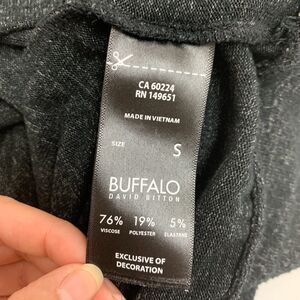 CA 60224
RN 149651
MADE IN VIETNAM
SIZE S
BUFFALO
DAVID BITTON
76% 19% 5%
VISCOSE POLYESTER ELASTANE
EXCLUSIVE OF
DECORATION